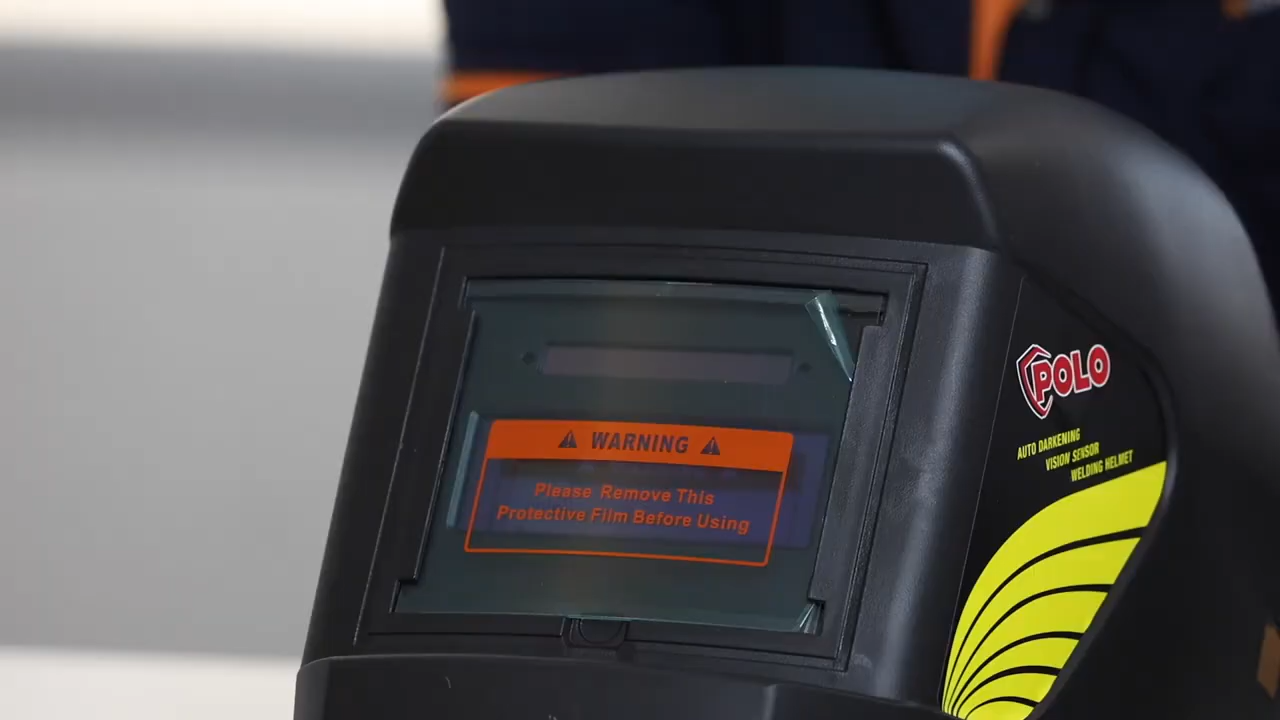 WARNING
Please Remove This
Protective Film Before Using
POLO
AUTO DARKENING
VISION SENSOR
WELDING HELMET